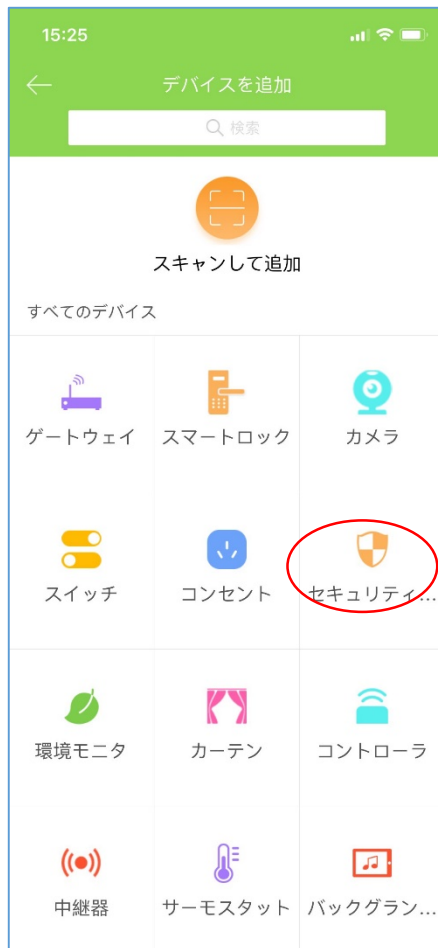 15:25
デバイスを追加
検索
スキャンして追加
すべてのデバイス
ゲートウェイ スマートロック カメラ
スイッチ コンセント セキュリティ...
環境モニタ カーテン コントローラ
中継器 サーモスタット バックグラン...